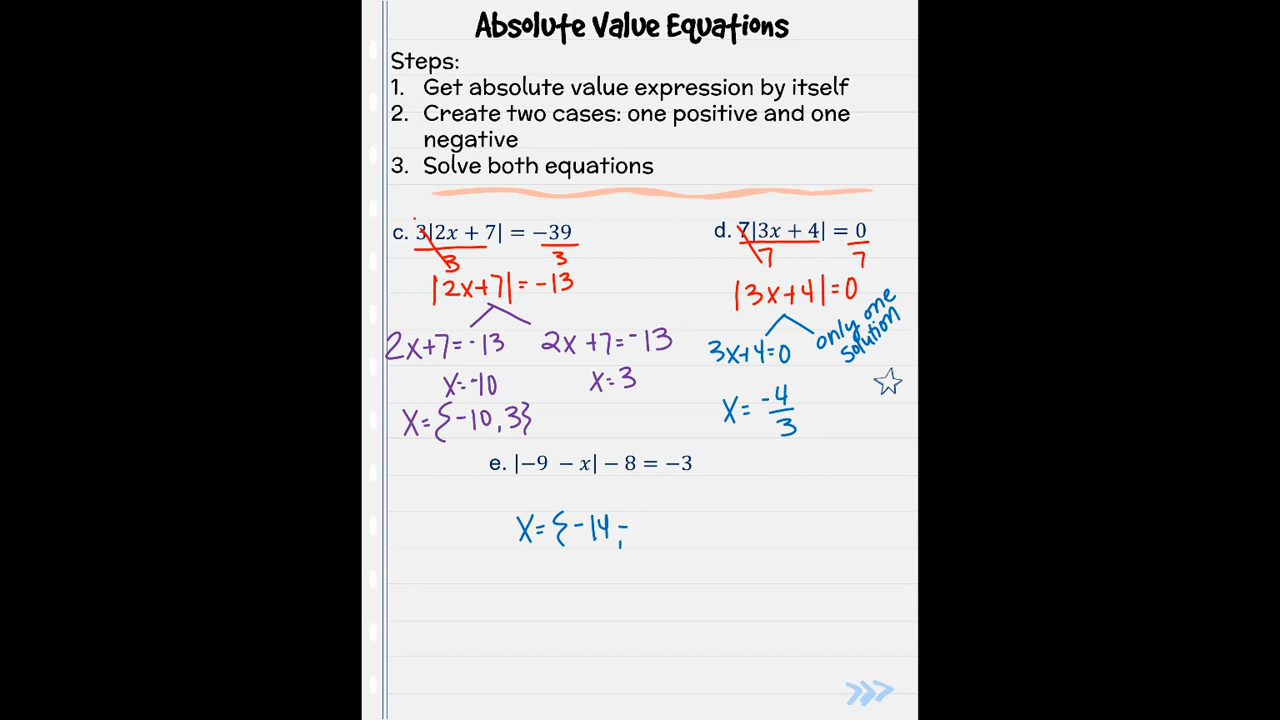 Absolute Value Equations
Steps:
1. Get absolute value expression by itself
2. Create two cases: one positive and one
negative
3. Solve both equations
c. 3|2x + 7| = −39
3 3
|2x+7| = -13
2x+7=-13 2x+7=-13
x=-10 x=3
x={-10,3}
d. 7|3x + 4| = 0
7 7
|3x+4|=0
3x+4=0 only one
solution
x= -4
3
e. |−9 − x| − 8 = −3
x={-14,-